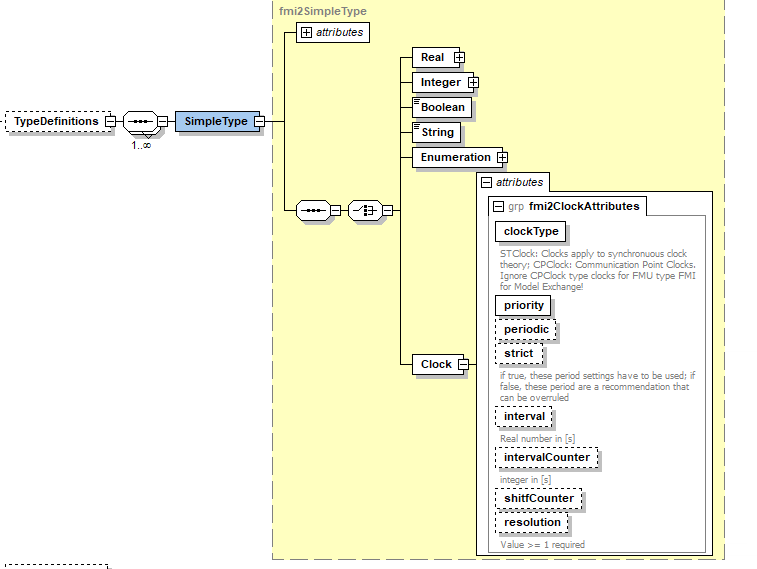 fmi2SimpleType
attributes
Real
Integer
Boolean
String
Enumeration
TypeDefinitions
SimpleType
1..∞
attributes
grp fmi2ClockAttributes
clockType
STClock: Clocks apply to synchronuous clock
theory; CPClock: Communication Point Clocks.
Ignore CPClock type clocks for FMU type FMI
for Model Exchange!
priority
periodic
strict
Clock
if true, these period settings have to be used; if
false, these period are a recommendation that
can be overruled
interval
Real number in [s]
intervalCounter
integer in [s]
shitfCounter
resolution
Value >= 1 required